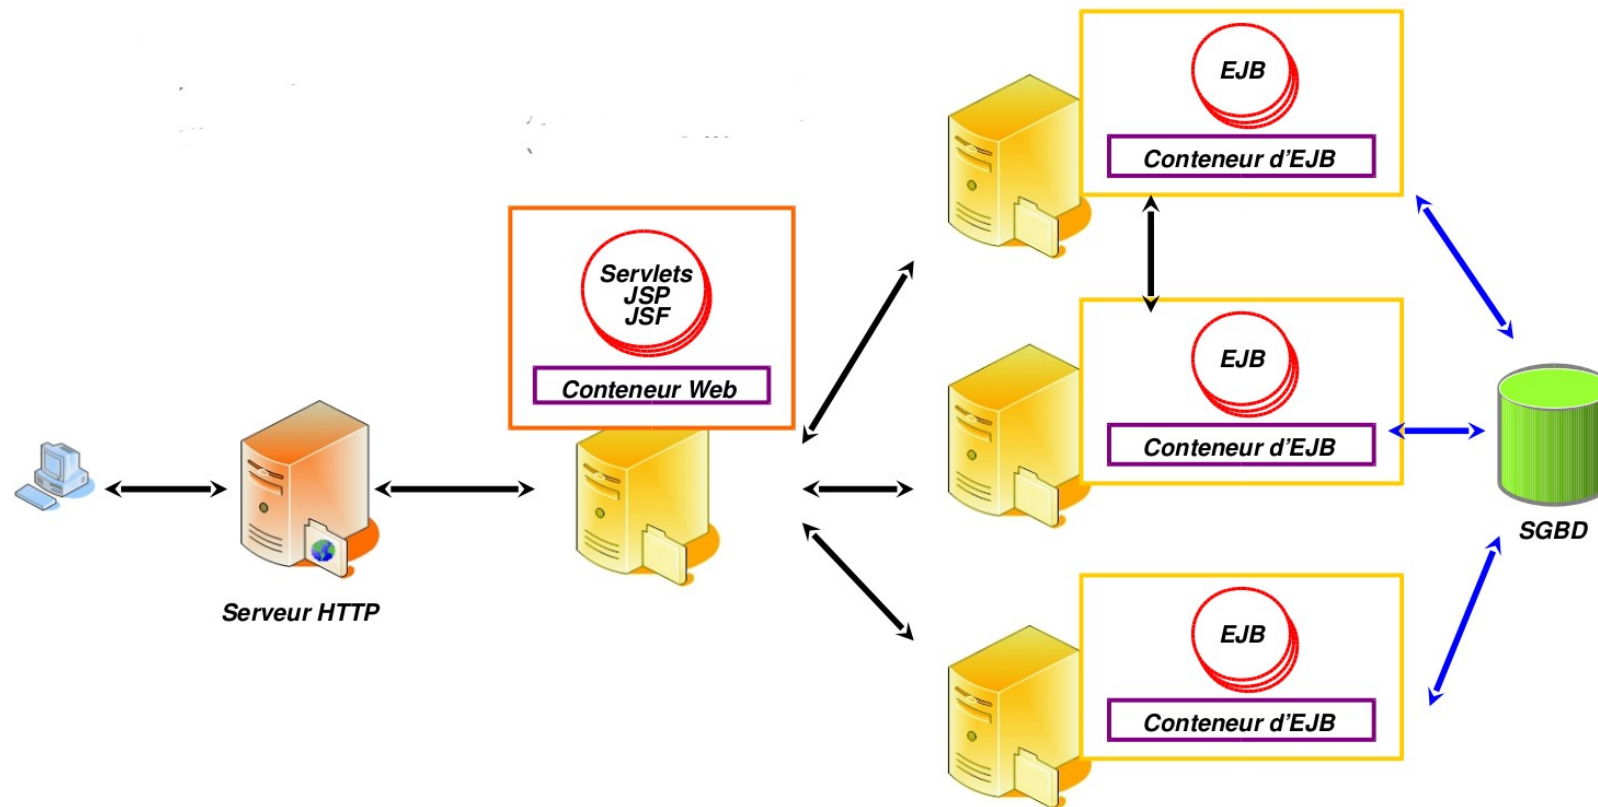 EJB
Conteneur d'EJB
Servlets
JSP
JSF
Conteneur Web
EJB
Conteneur d'EJB
SGBD
Serveur HTTP
EJB
Conteneur d'EJB